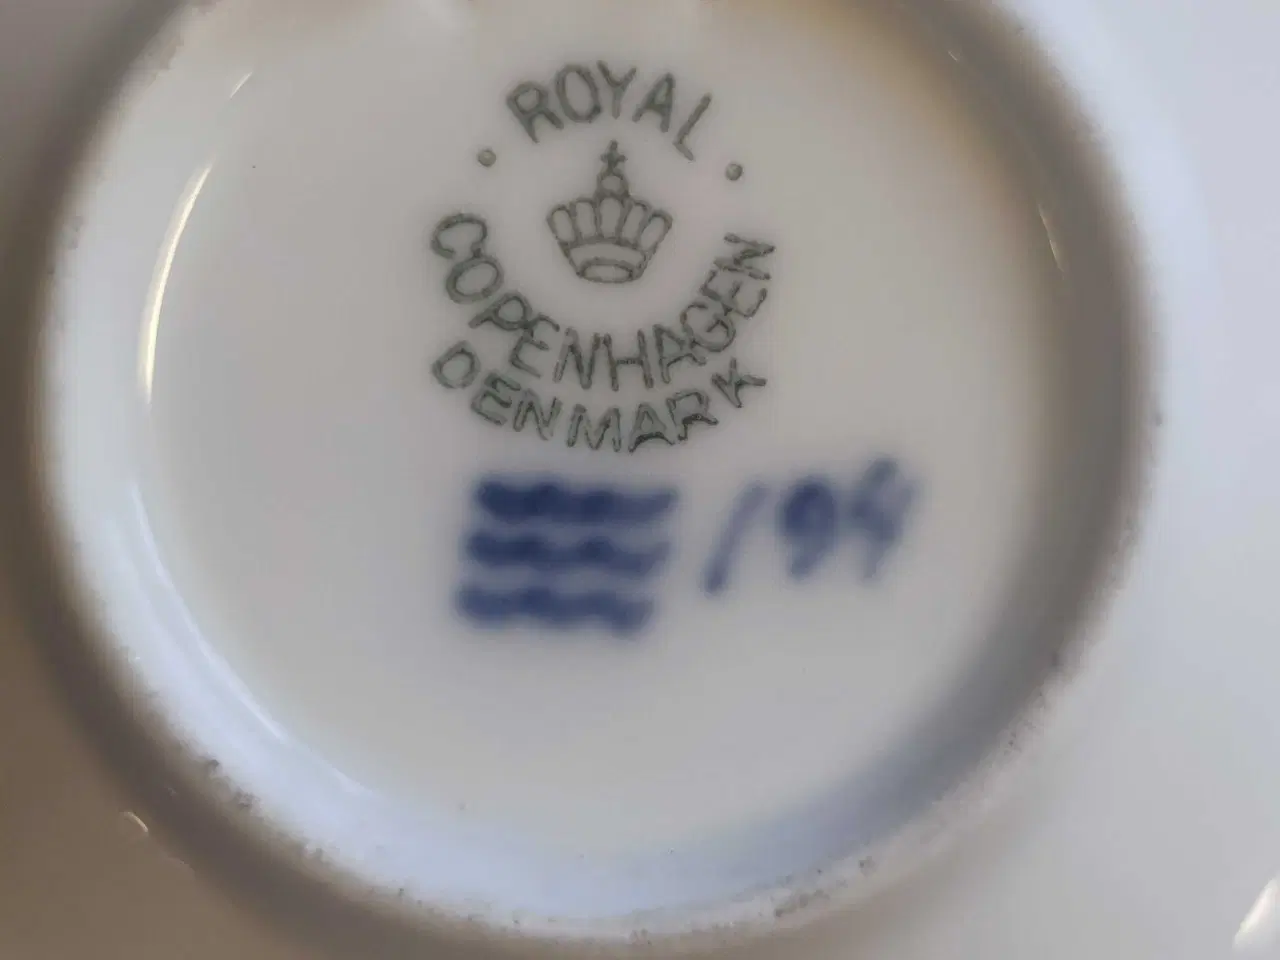 ROYAL
COPENHAGEN
DENMARK
/94